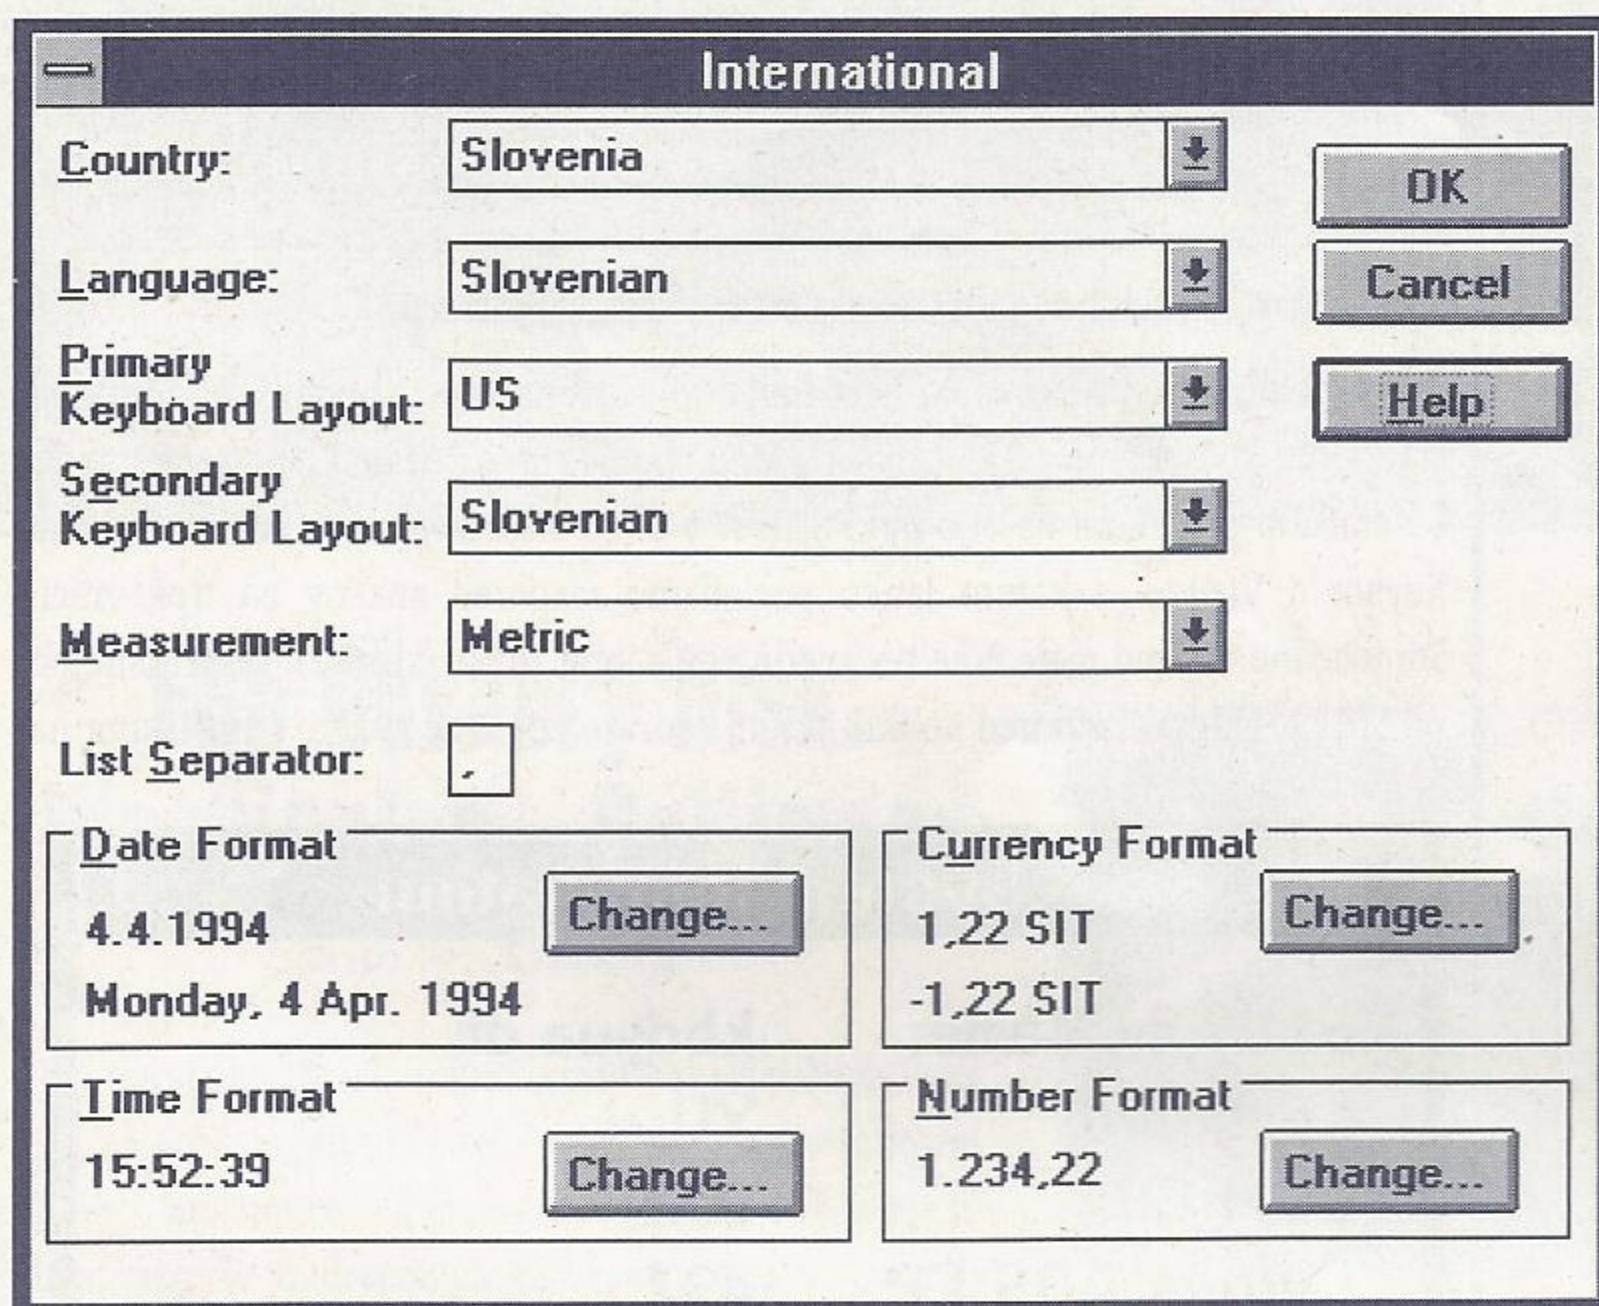 International
Country:
Slovenia
OK
Language:
Slovenian
Cancel
Primary
Keyboard Layout:
US
Help
Secondary
Keyboard Layout:
Slovenian
Measurement:
Metric
List Separator:
,
Date Format
4.4.1994
Change...
Monday, 4 Apr. 1994
Currency Format
1,22 SIT
Change...
-1,22 SIT
Time Format
15:52:39
Change...
Number Format
1.234,22
Change...